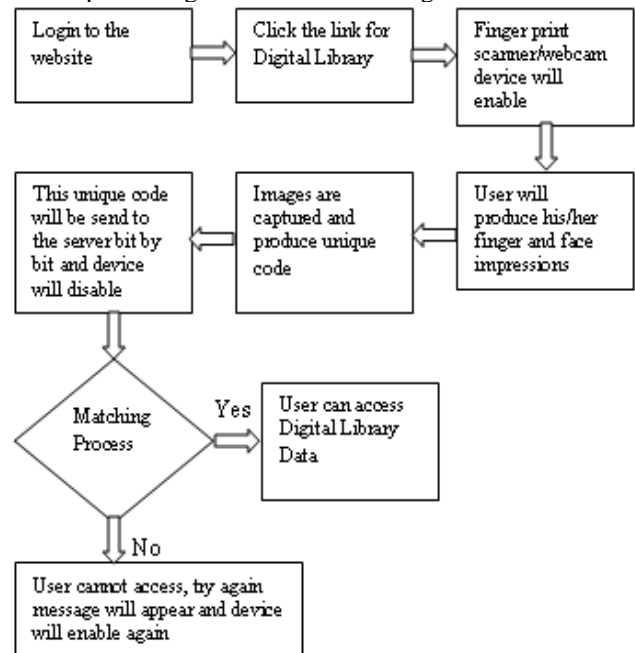 Login to the
website
Click the link for
Digital Library
Finger print
scanner/webcam
device will
enable
User will
produce his/her
finger and face
impressions
Images are
captured and
produce unique
code
This unique code
will be send to
the server bit by
bit and device
will disable
Matching
Process
Yes
User can access
Digital Library
Data
No
User cannot access, try again
message will appear and device
will enable again